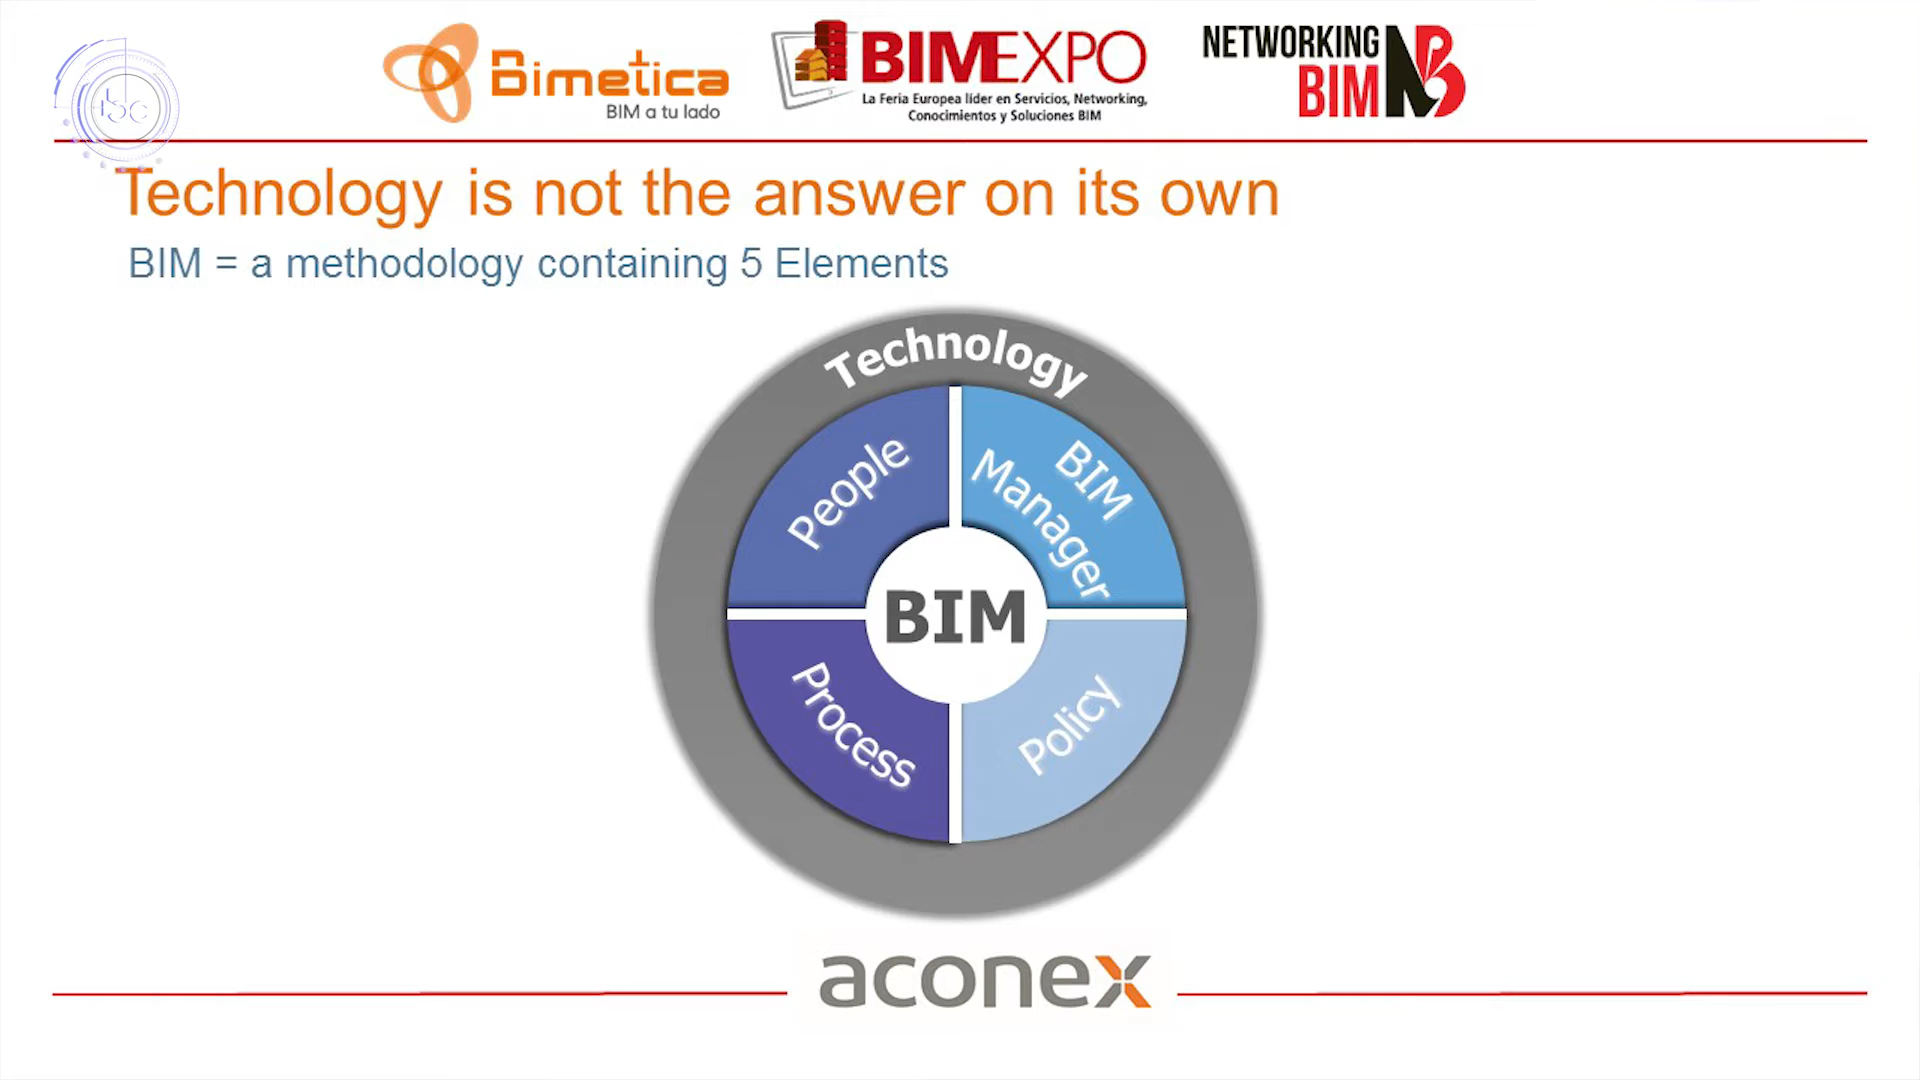 Bimetica
BIM a tu lado
BIMEXPO
La Feria Europea líder en Servicios, Networking,
Conocimientos y Soluciones BIM
NETWORKING
BIM
Technology is not the answer on its own
BIM = a methodology containing 5 Elements
Technology
People
BIM
Manager
BIM
Process
Policy
aconex